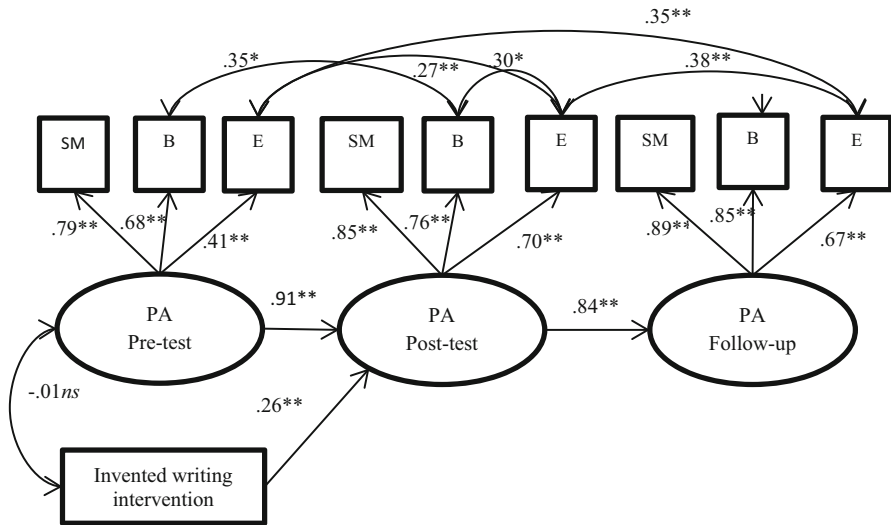 .35**
.35*
.27**
.30*
.38**
SM
B
E
SM
B
E
SM
B
E
.79**
.68**
.41**
.85**
.76**
.70**
.89**
.85**
.67**
PA
Pre-test
.91**
PA
Post-test
.84**
PA
Follow-up
-.01ns
.26**
Invented writing
intervention